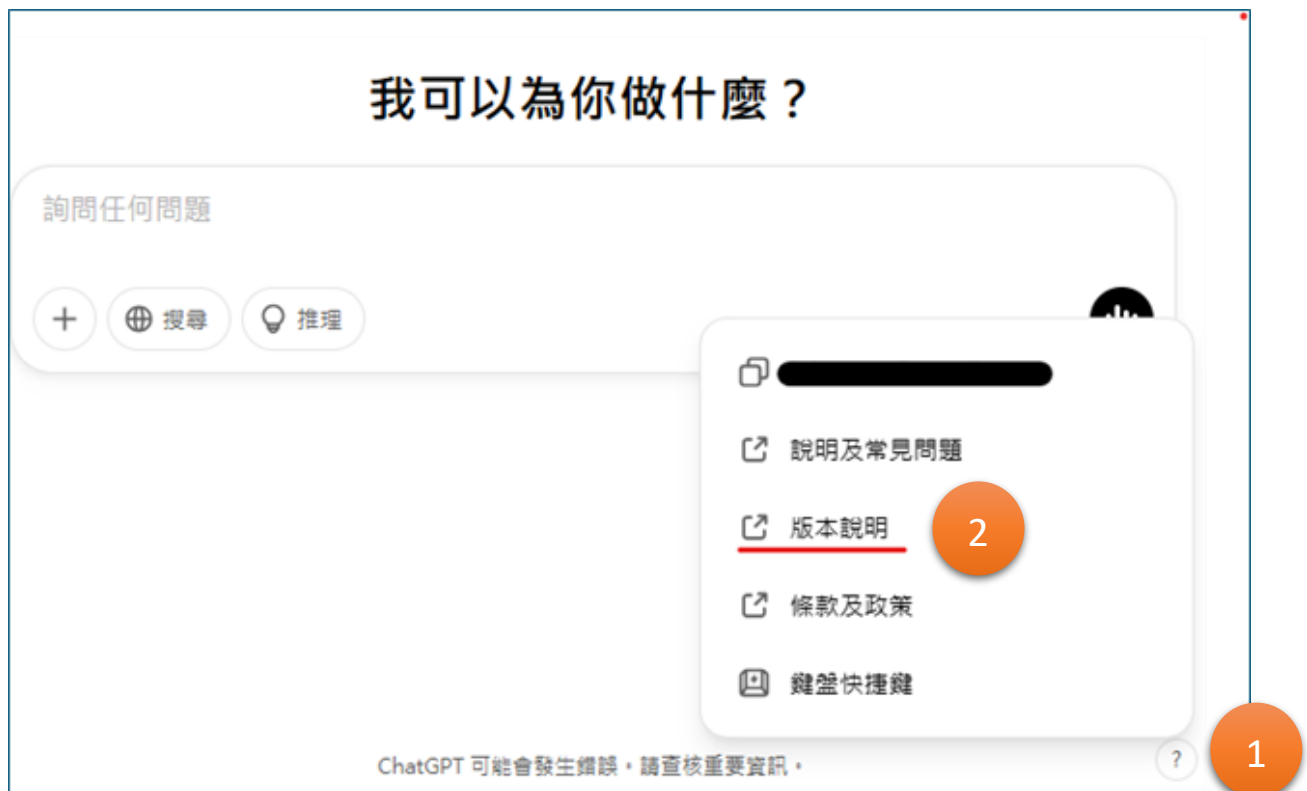 我可以為你做什麼？
詢問任何問題
搜尋
推理
說明及常見問題
版本說明
2
條款及政策
鍵盤快捷鍵
ChatGPT 可能會發生錯誤。請查核重要資訊。
?
1